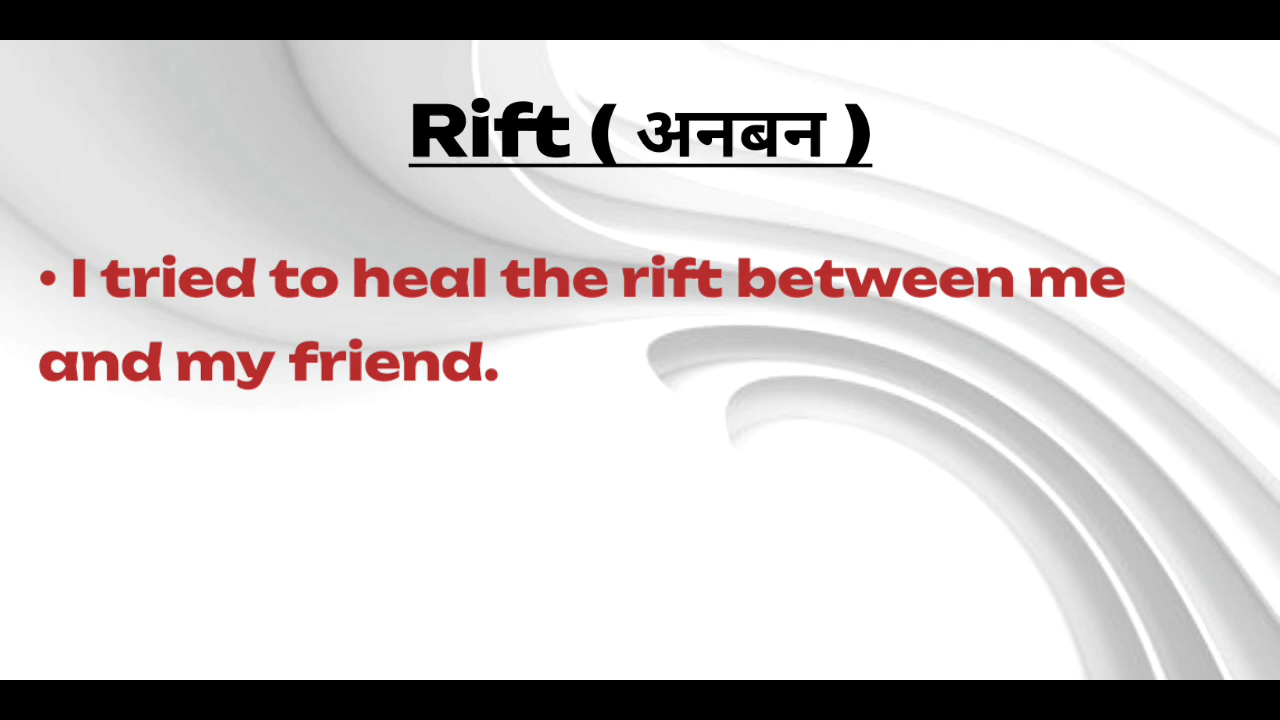 Rift ( अनबन )
• I tried to heal the rift between me
and my friend.